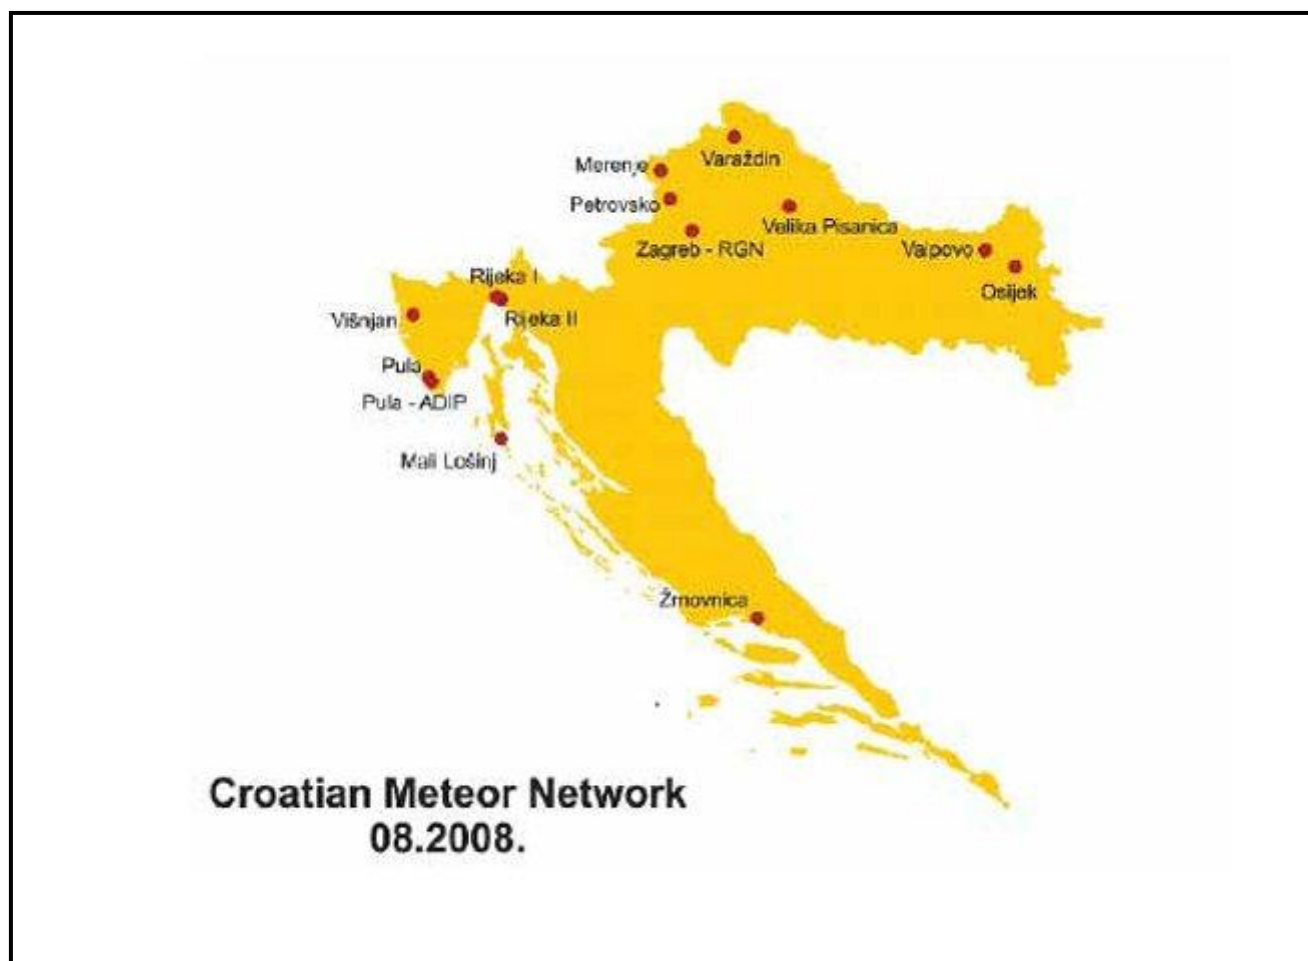 Varaždin
Merenje
Petrovsko
Velika Pisanica
Zagreb - RGN
Valpovo
Osijek
Rijeka I
Rijeka II
Višnjan
Pula
Pula - ADIP
Mali Lošinj
Žrnovnica
Croatian Meteor Network
08.2008.